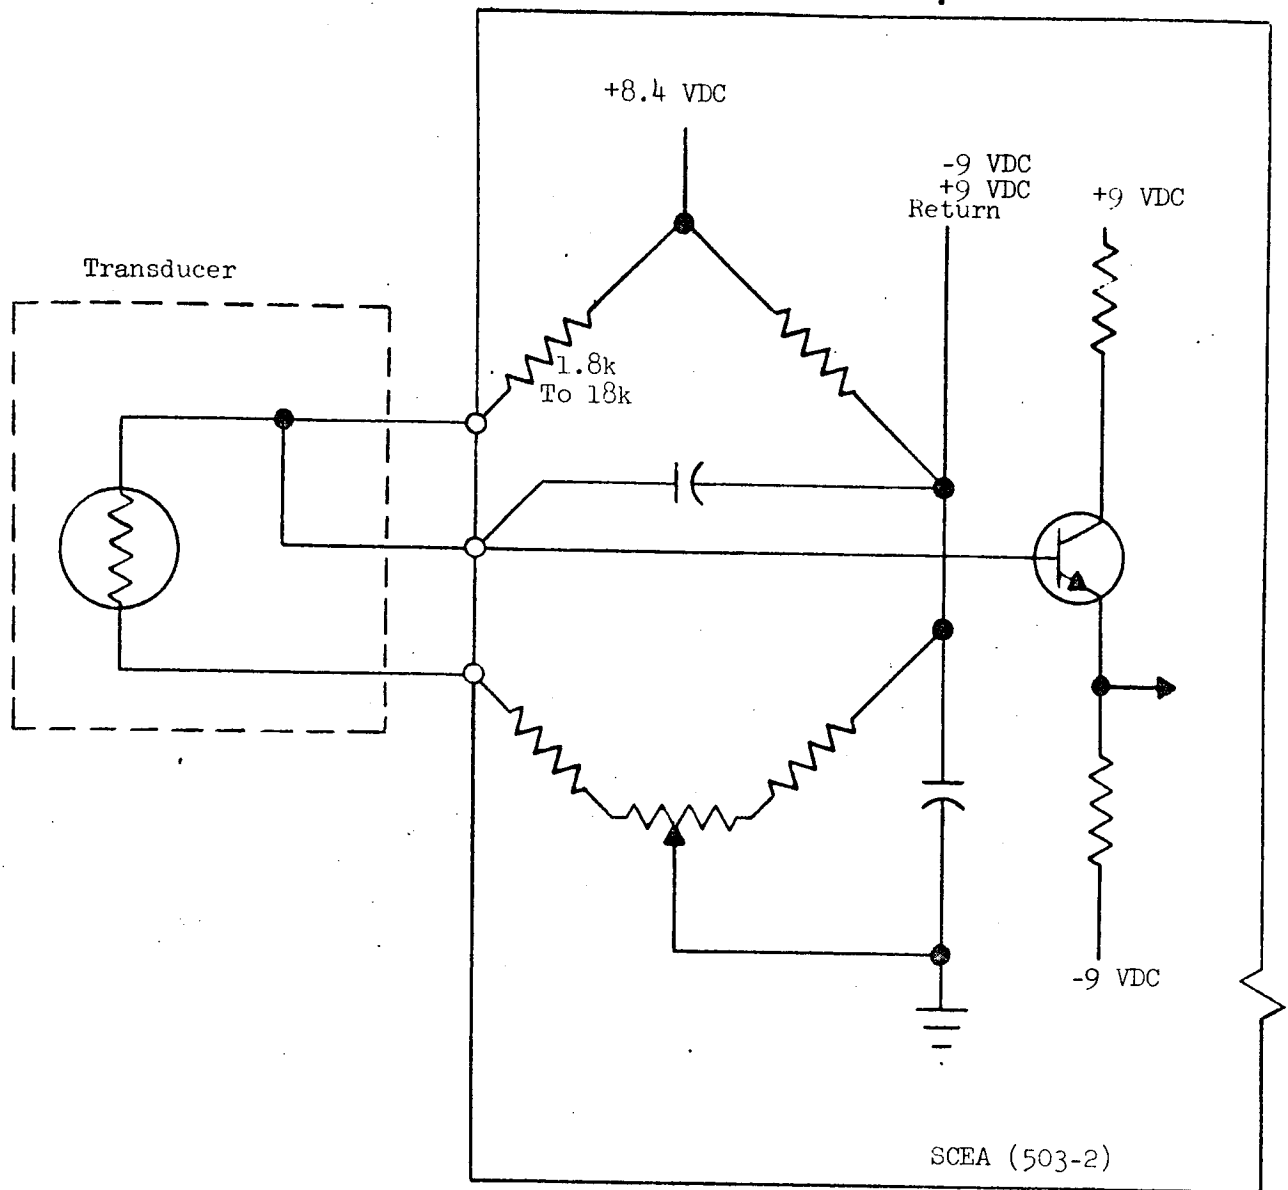 +8.4 VDC
-9 VDC
+9 VDC
Return
+9 VDC
Transducer
1.8k
To 18k
-9 VDC
SCEA (503-2)